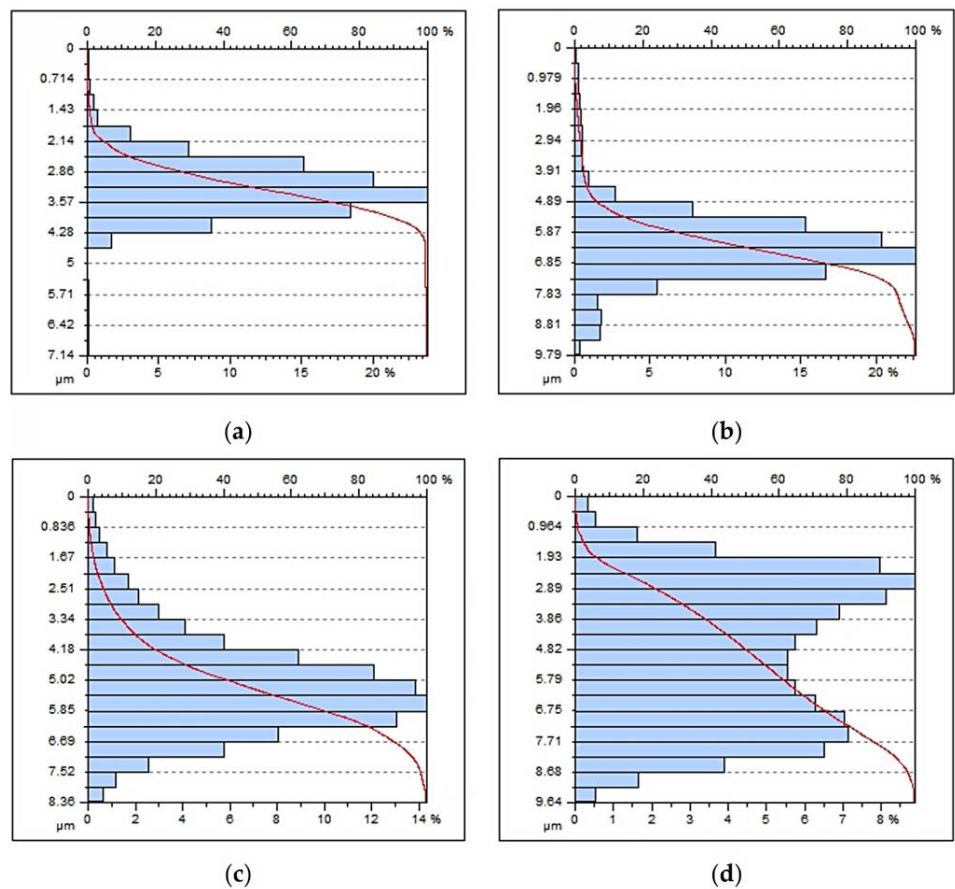 0 20 40 60 80 100 %
0
0.714
1.43
2.14
2.86
3.57
4.28
5
5.71
6.42
7.14
0 5 10 15 20 %
µm
(a)
0 20 40 60 80 100 %
0
0.979
1.96
2.94
3.91
4.89
5.87
6.85
7.83
8.81
9.79
0 5 10 15 20 %
µm
(b)
0 20 40 60 80 100 %
0
0.836
1.67
2.51
3.34
4.18
5.02
5.85
6.69
7.52
8.36
0 2 4 6 8 10 12 14 %
µm
(c)
0 20 40 60 80 100 %
0
0.964
1.93
2.89
3.86
4.82
5.79
6.75
7.71
8.68
9.64
0 1 2 3 4 5 6 7 8 %
µm
(d)